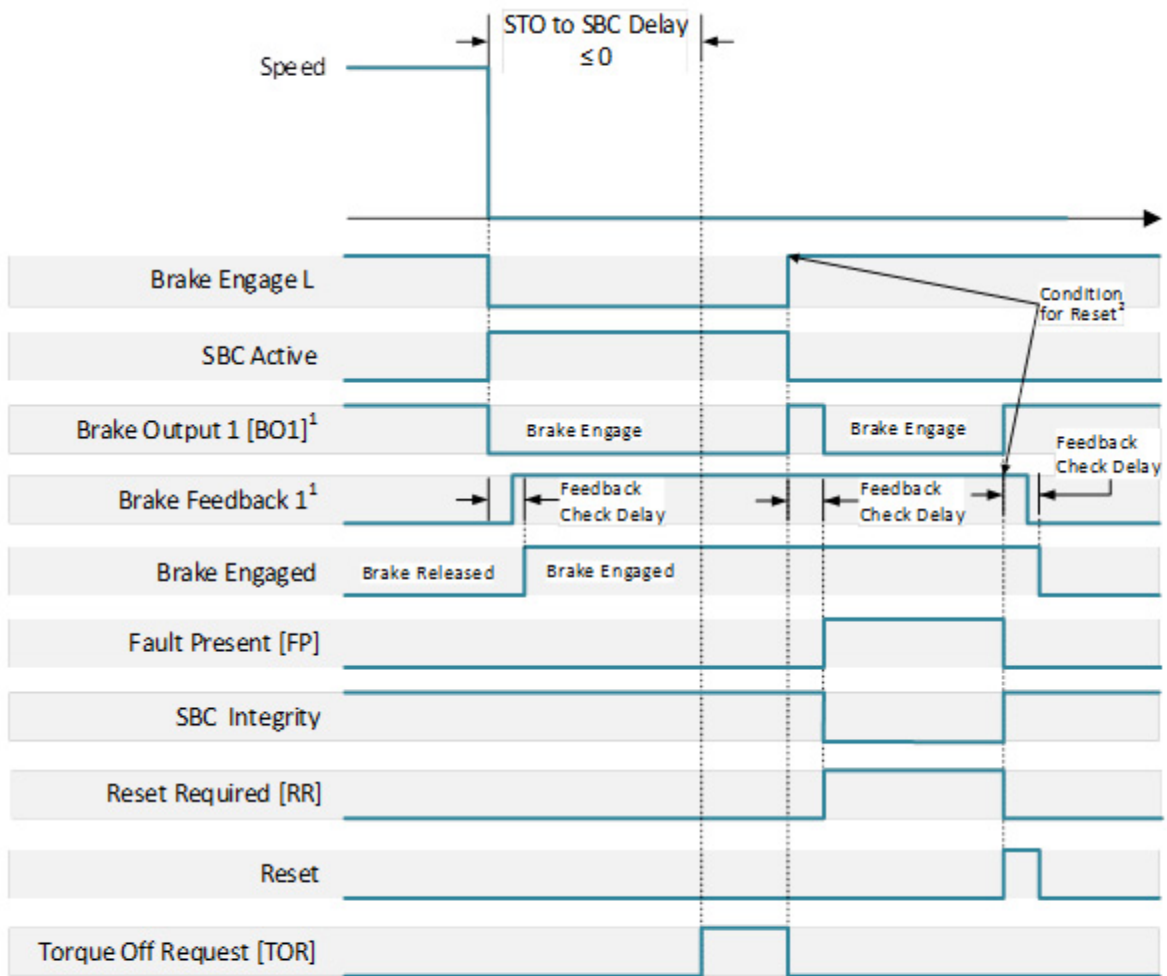 STO to SBC Delay
≤ 0
Speed
Brake Engage L
Condition
for Reset²
SBC Active
Brake Output 1 [BO1]¹
Brake Engage
Brake Engage
Feedback
Check Delay
Brake Feedback 1¹
Feedback
Check Delay
Feedback
Check Delay
Brake Engaged
Brake Released
Brake Engaged
Fault Present [FP]
SBC Integrity
Reset Required [RR]
Reset
Torque Off Request [TOR]